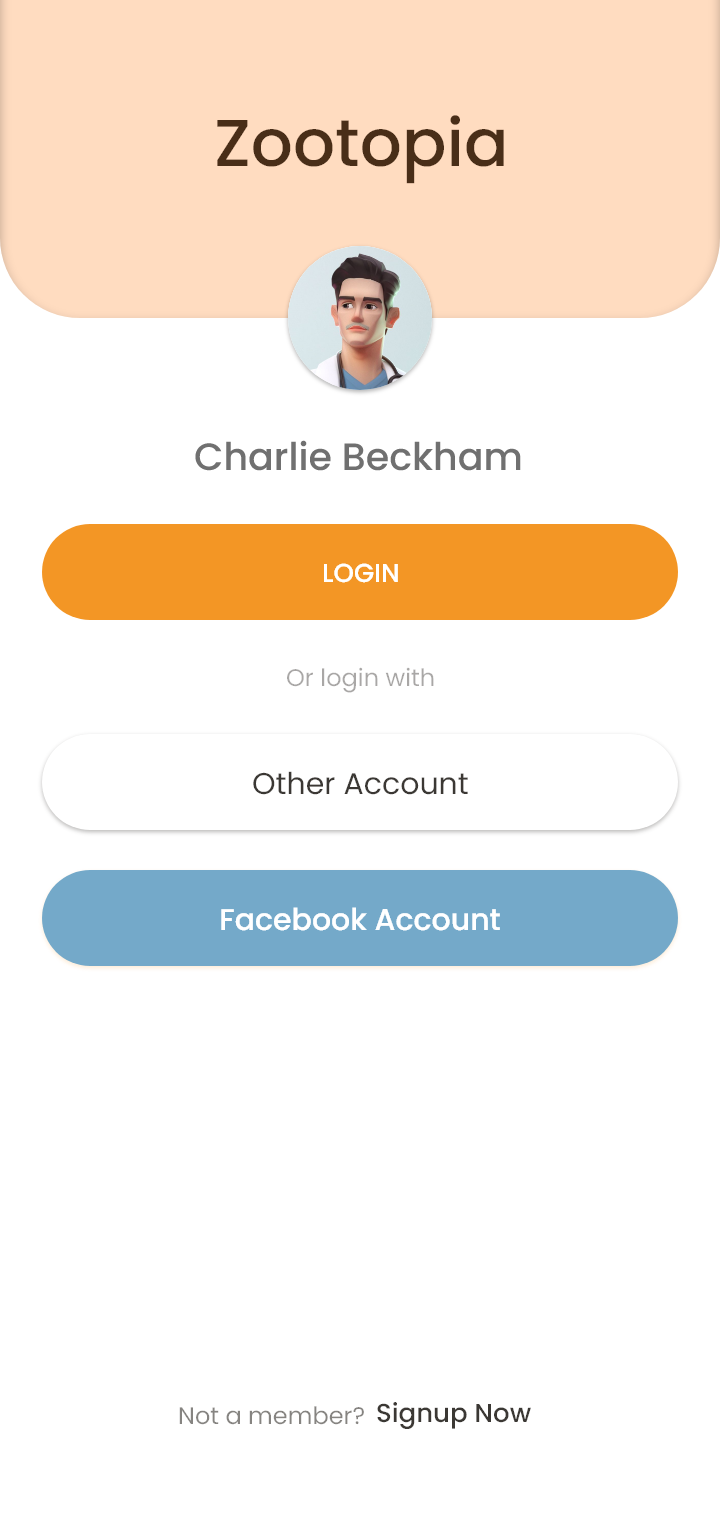 Zootopia
Charlie Beckham
LOGIN
Or login with
Other Account
Facebook Account
Not a member? Signup Now